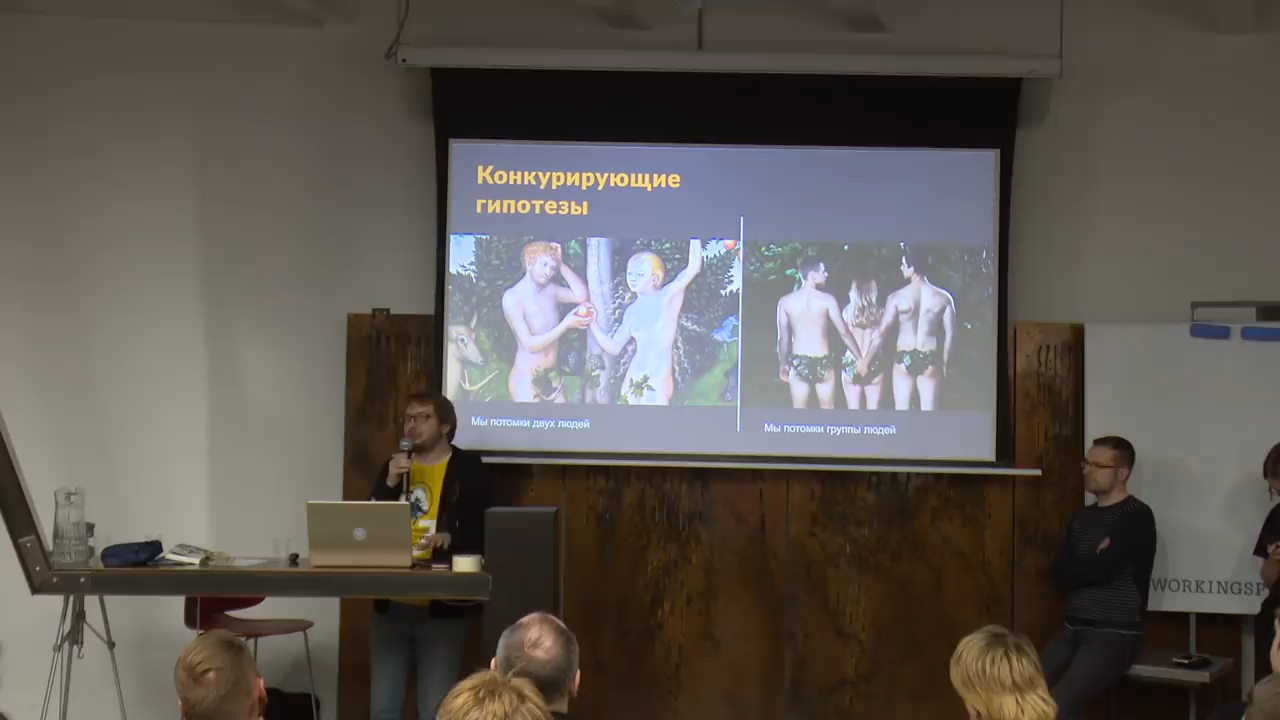 Конкурирующие
гипотезы
Мы потомки двух людей
Мы потомки группы людей
WORKINGSP